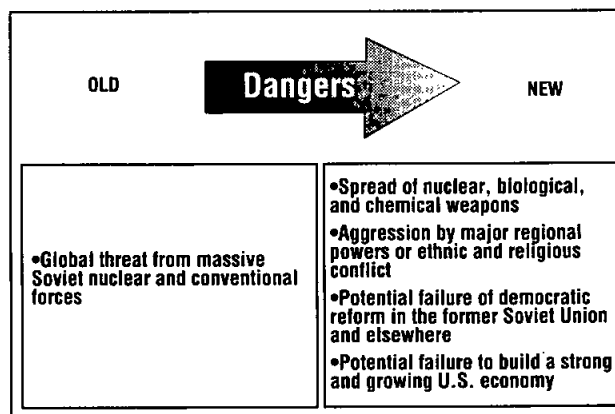 OLD
Dangers
NEW
•Global threat from massive
Soviet nuclear and conventional
forces
•Spread of nuclear, biological,
and chemical weapons
•Aggression by major regional
powers or ethnic and religious
conflict
•Potential failure of democratic
reform in the former Soviet Union
and elsewhere
•Potential failure to build a strong
and growing U.S. economy